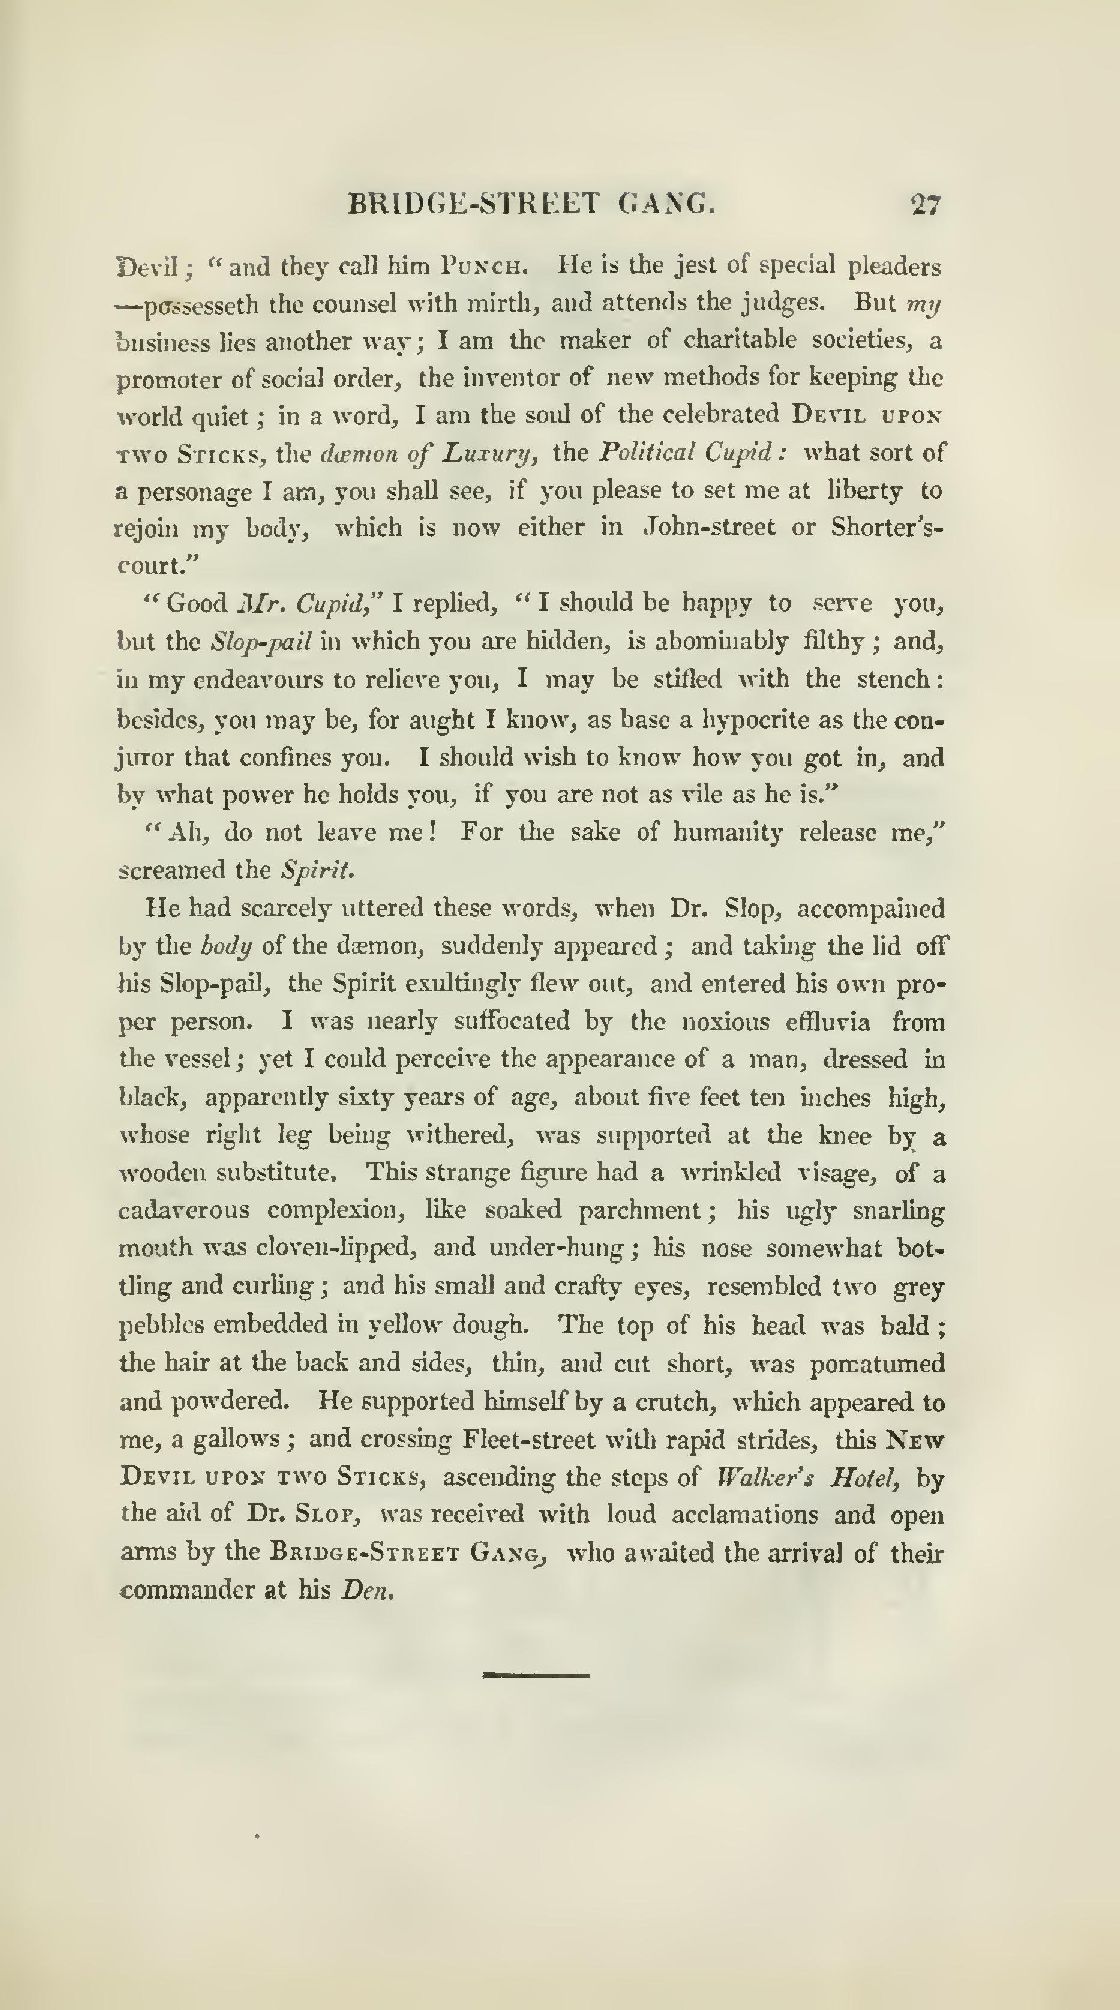 BRIDGE-STREET GANG. 27
Devil; "and they call him PUNCH. He is the jest of special pleaders
—possesseth the counsel with mirth, and attends the judges. But my
business lies another way; I am the maker of charitable societies, a
promoter of social order, the inventor of new methods for keeping the
world quiet; in a word, I am the soul of the celebrated DEVIL UPON
TWO STICKS, the dæmon of Luxury, the Political Cupid: what sort of
a personage I am, you shall see, if you please to set me at liberty to
rejoin my body, which is now either in John-street or Shorter's-
court."
"Good Mr. Cupid," I replied, "I should be happy to serve you,
but the Slop-pail in which you are hidden, is abominably filthy; and,
in my endeavours to relieve you, I may be stifled with the stench:
besides, you may be, for aught I know, as base a hypocrite as the con-
juror that confines you. I should wish to know how you got in, and
by what power he holds you, if you are not as vile as he is."
"Ah, do not leave me! For the sake of humanity release me,"
screamed the Spirit.
He had scarcely uttered these words, when Dr. Slop, accompained
by the body of the dæmon, suddenly appeared; and taking the lid off
his Slop-pail, the Spirit exultingly flew out, and entered his own pro-
per person. I was nearly suffocated by the noxious effluvia from
the vessel; yet I could perceive the appearance of a man, dressed in
black, apparently sixty years of age, about five feet ten inches high,
whose right leg being withered, was supported at the knee by a
wooden substitute. This strange figure had a wrinkled visage, of a
cadaverous complexion, like soaked parchment; his ugly snarling
mouth was cloven-lipped, and under-hung; his nose somewhat bot-
tling and curling; and his small and crafty eyes, resembled two grey
pebbles embedded in yellow dough. The top of his head was bald;
the hair at the back and sides, thin, and cut short, was pomatumed
and powdered. He supported himself by a crutch, which appeared to
me, a gallows; and crossing Fleet-street with rapid strides, this NEW
DEVIL UPON TWO STICKS, ascending the steps of Walker's Hotel, by
the aid of Dr. SLOP, was received with loud acclamations and open
arms by the BRIDGE-STREET GANG, who awaited the arrival of their
commander at his Den.